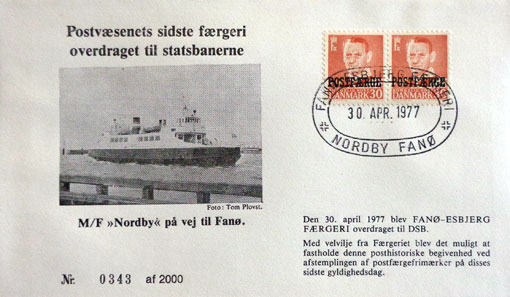 Postvæsenets sidste færgeri
overdraget til statsbanerne
Foto: Tom Plovst.
M/F »Nordby« på vej til Fanø.
Nr. 0343 af 2000
POSTFÆRGE POSTFÆRGE
DANMARK 30 DANMARK
FANØ-ESBJERG FÆRGERI
30. APR. 1977
NORDBY FANØ
Den 30. april 1977 blev FANØ–ESBJERG
FÆRGERI overdraget til DSB.
Med velvilje fra Færgeriet blev det muligt at
fastholde denne posthistoriske begivenhed ved
afstemplingen af postfærgefrimærker på disses
sidste gyldighedsdag.